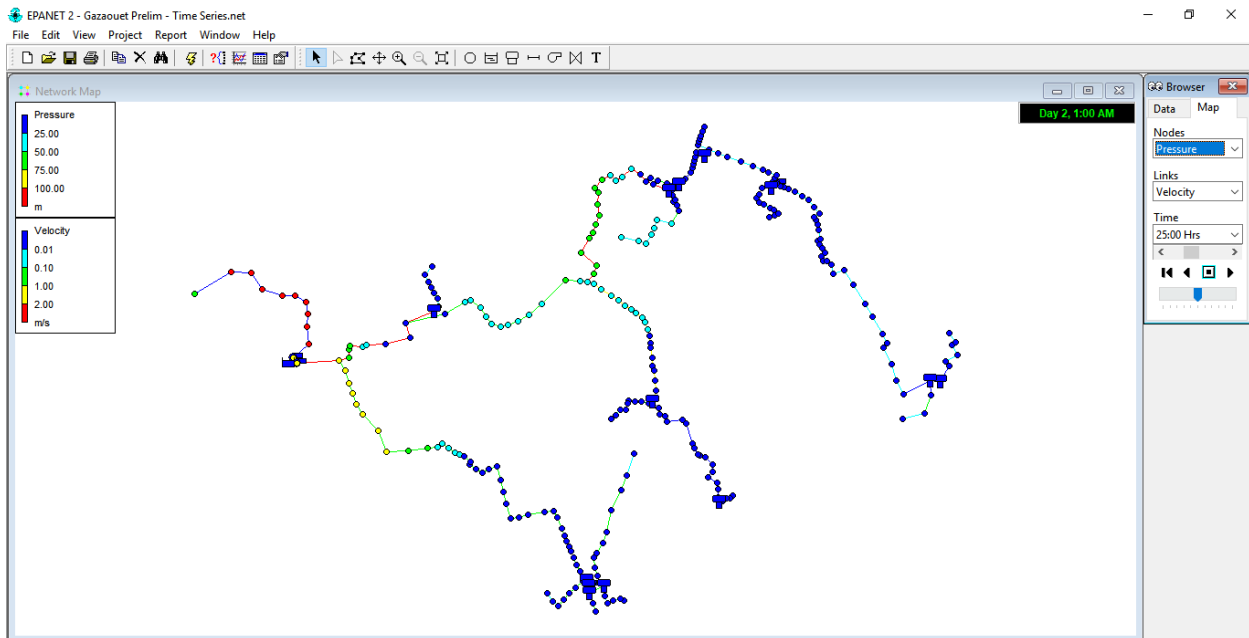 EPANET 2 - Gazaouet Prelim - Time Series.net
File Edit View Project Report Window Help
T
Network Map
Day 2, 1:00 AM
Pressure
25.00
50.00
75.00
100.00
m
Velocity
0.01
0.10
1.00
2.00
m/s
Browser
Data Map
Nodes
Pressure
Links
Velocity
Time
25:00 Hrs